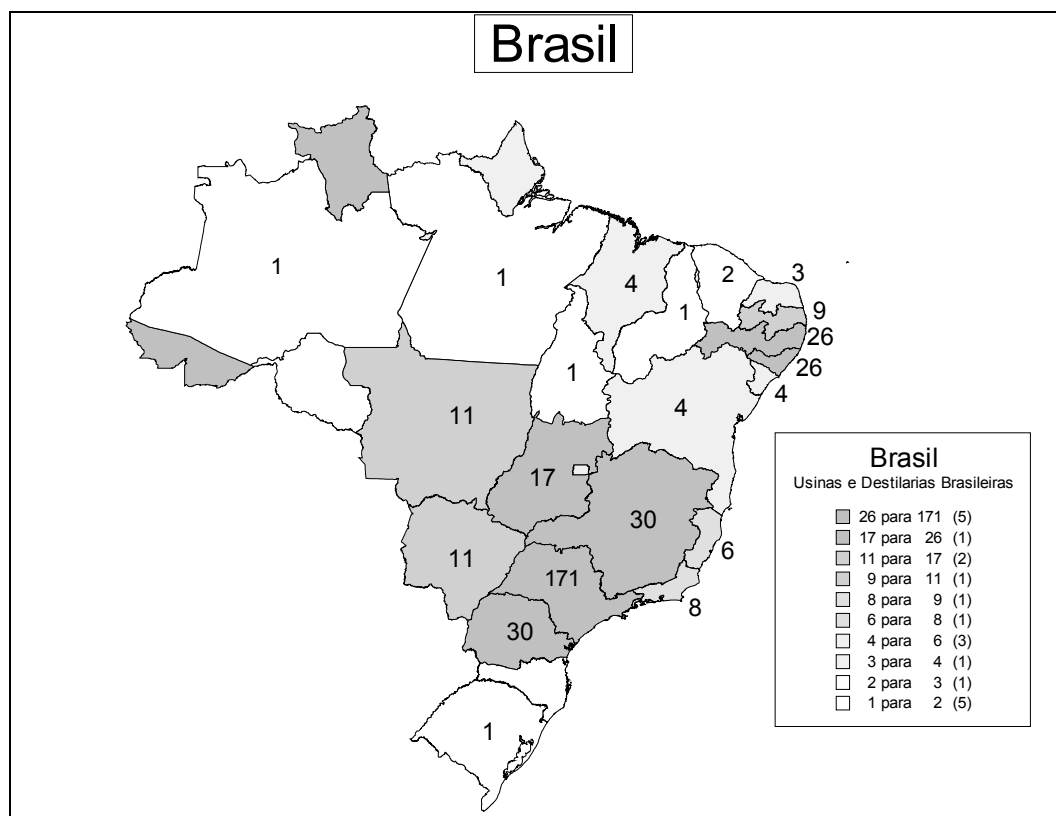 Brasil
1
1
4
1
2
3
9
26
26
4
1
11
4
17
30
6
11
171
8
30
1
Brasil
Usinas e Destilarias Brasileiras
26 para 171 (5)
17 para 26 (1)
11 para 17 (2)
9 para 11 (1)
8 para 9 (1)
6 para 8 (1)
4 para 6 (3)
3 para 4 (1)
2 para 3 (1)
1 para 2 (5)